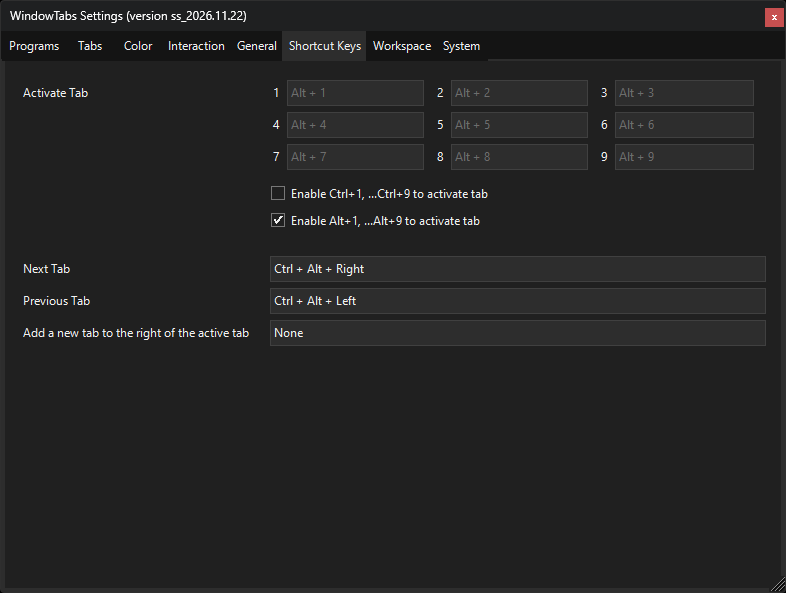 WindowTabs Settings (version ss_2026.11.22)
x
Programs Tabs Color Interaction General Shortcut Keys Workspace System
Activate Tab 1 Alt + 1 2 Alt + 2 3 Alt + 3
4 Alt + 4 5 Alt + 5 6 Alt + 6
7 Alt + 7 8 Alt + 8 9 Alt + 9
Enable Ctrl+1, ...Ctrl+9 to activate tab
Enable Alt+1, ...Alt+9 to activate tab
Next Tab Ctrl + Alt + Right
Previous Tab Ctrl + Alt + Left
Add a new tab to the right of the active tab None